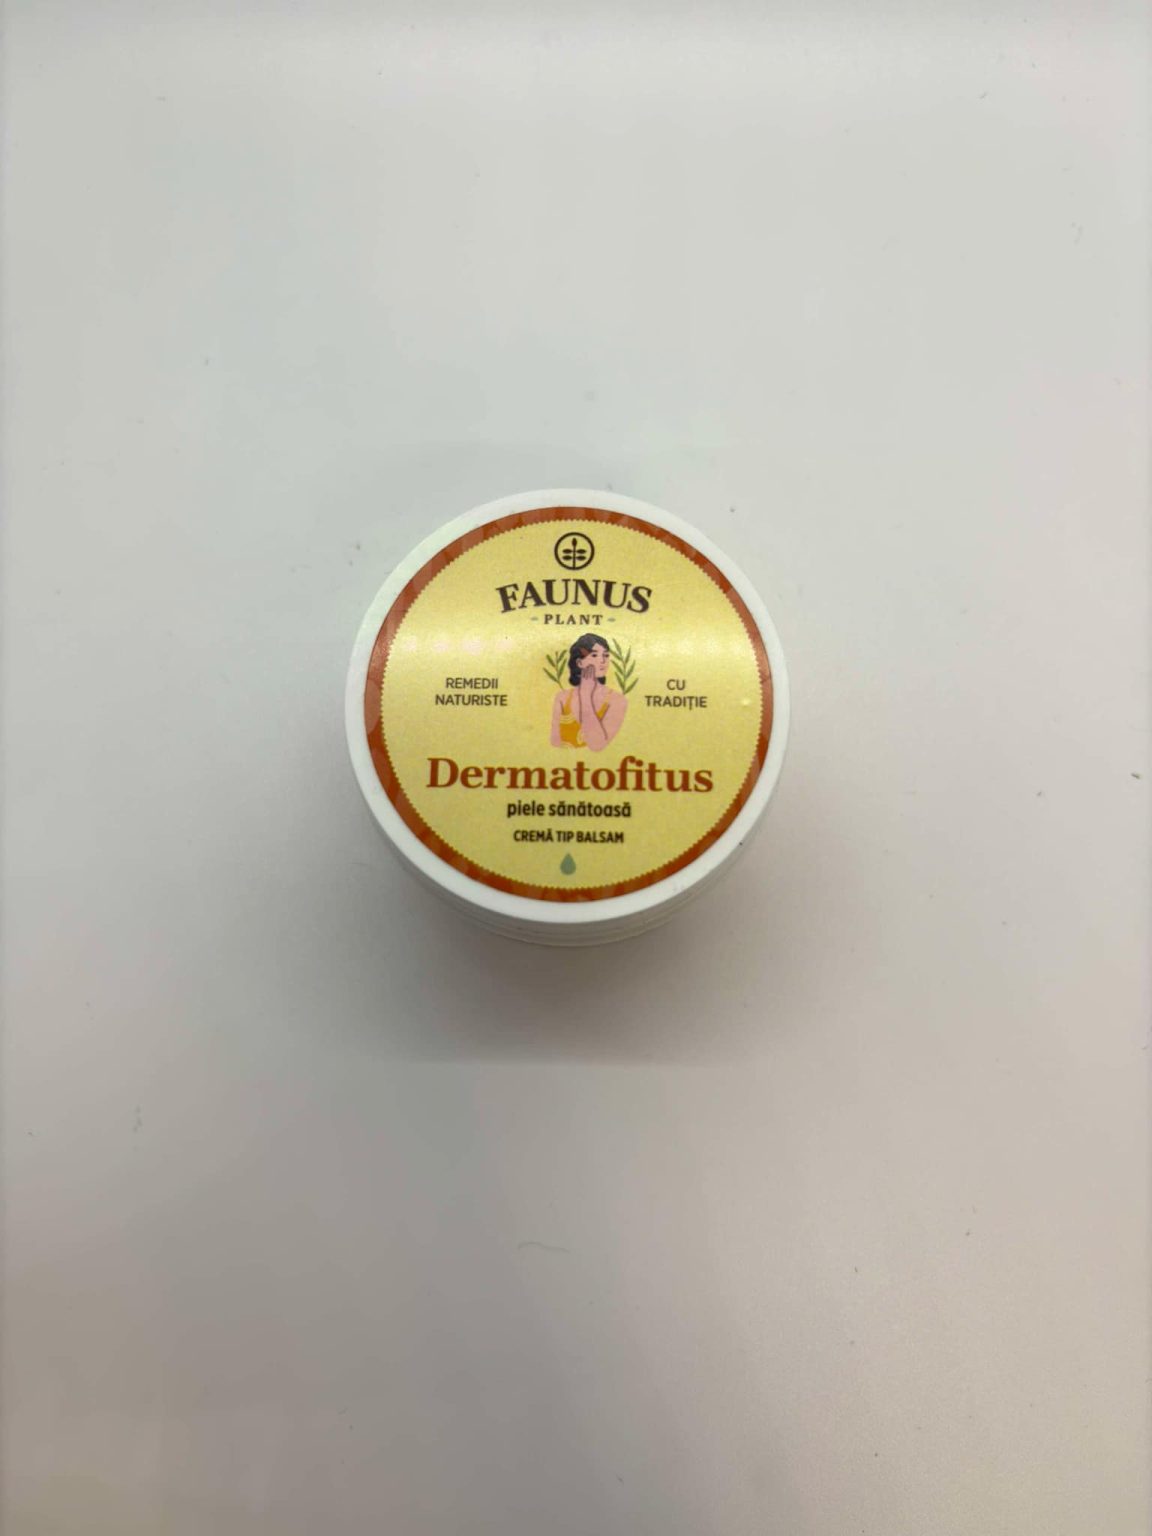 FAUNUS
- PLANT -
REMEDII
NATURISTE
CU
TRADIȚIE
Dermatofitus
piele sănătoasă
CREMĂ TIP BALSAM